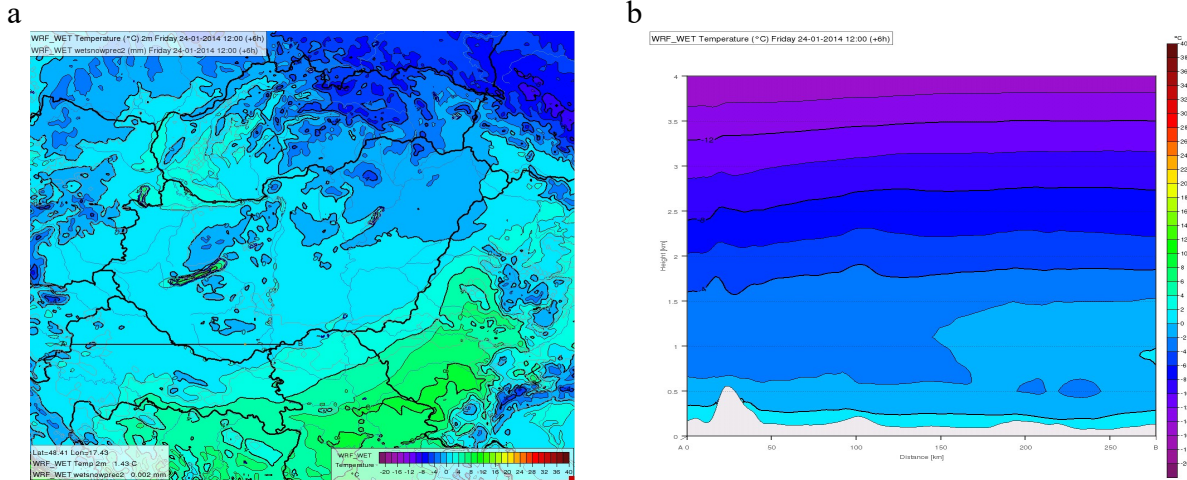 a
b
WRF_WET Temperature (°C) 2m Friday 24-01-2014 12:00 (+6h)
WRF_WET wetsnowprec2 (mm) Friday 24-01-2014 12:00 (+6h)
Lat=48.41 Lon=17.43
WRF_WET Temp 2m 1.43 C
WRF_WET wetsnowprec2 0.002 mm
WRF_WET
Temperature
°C
-20 -16 -12 -8 -4 0 4 8 12 16 20 24 28 32 36 40
WRF_WET Temperature (°C) Friday 24-01-2014 12:00 (+6h)
Height [km]
4
3.5
3
2.5
2
1.5
1
0.5
-12
A 0 50 100 150 200 250 B
Distance [km]
°C
40
38
36
34
32
30
28
26
24
22
20
18
16
14
12
10
8
6
4
2
0